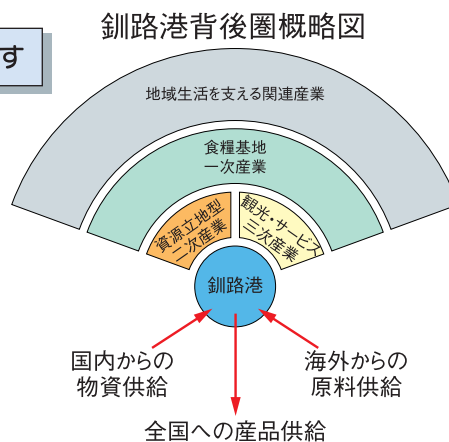 釧路港背後圏概略図
す
地域生活を支える関連産業
食糧基地
一次産業
資源立地型
二次産業
観光・サービス
三次産業
釧路港
国内からの
物資供給
海外からの
原料供給
全国への産品供給